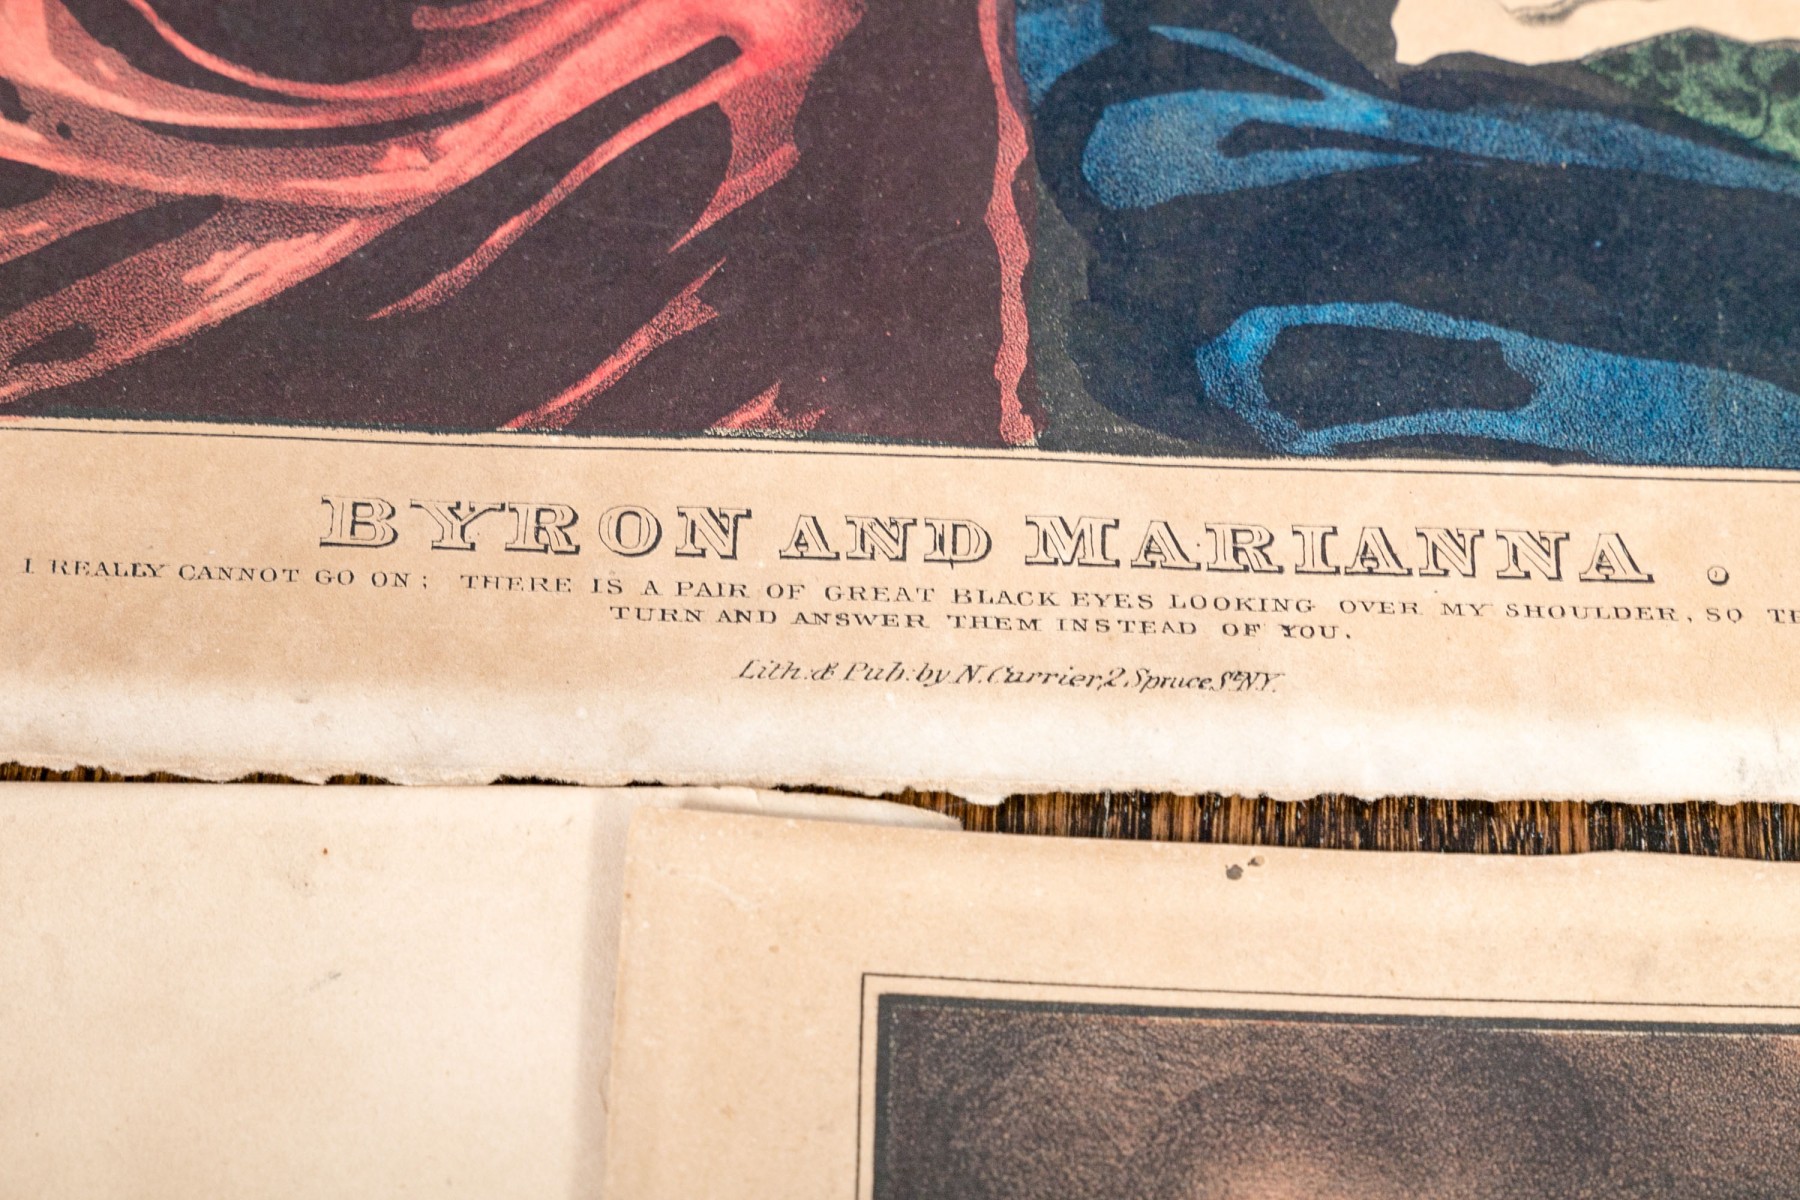 BYRON AND MARIANNA.
I REALLY CANNOT GO ON; THERE IS A PAIR OF GREAT BLACK EYES LOOKING OVER MY SHOULDER, SO
TURN AND ANSWER THEM INSTEAD OF YOU.
Lith. & Pub. by N. Currier, 2 Spruce St. N.Y.